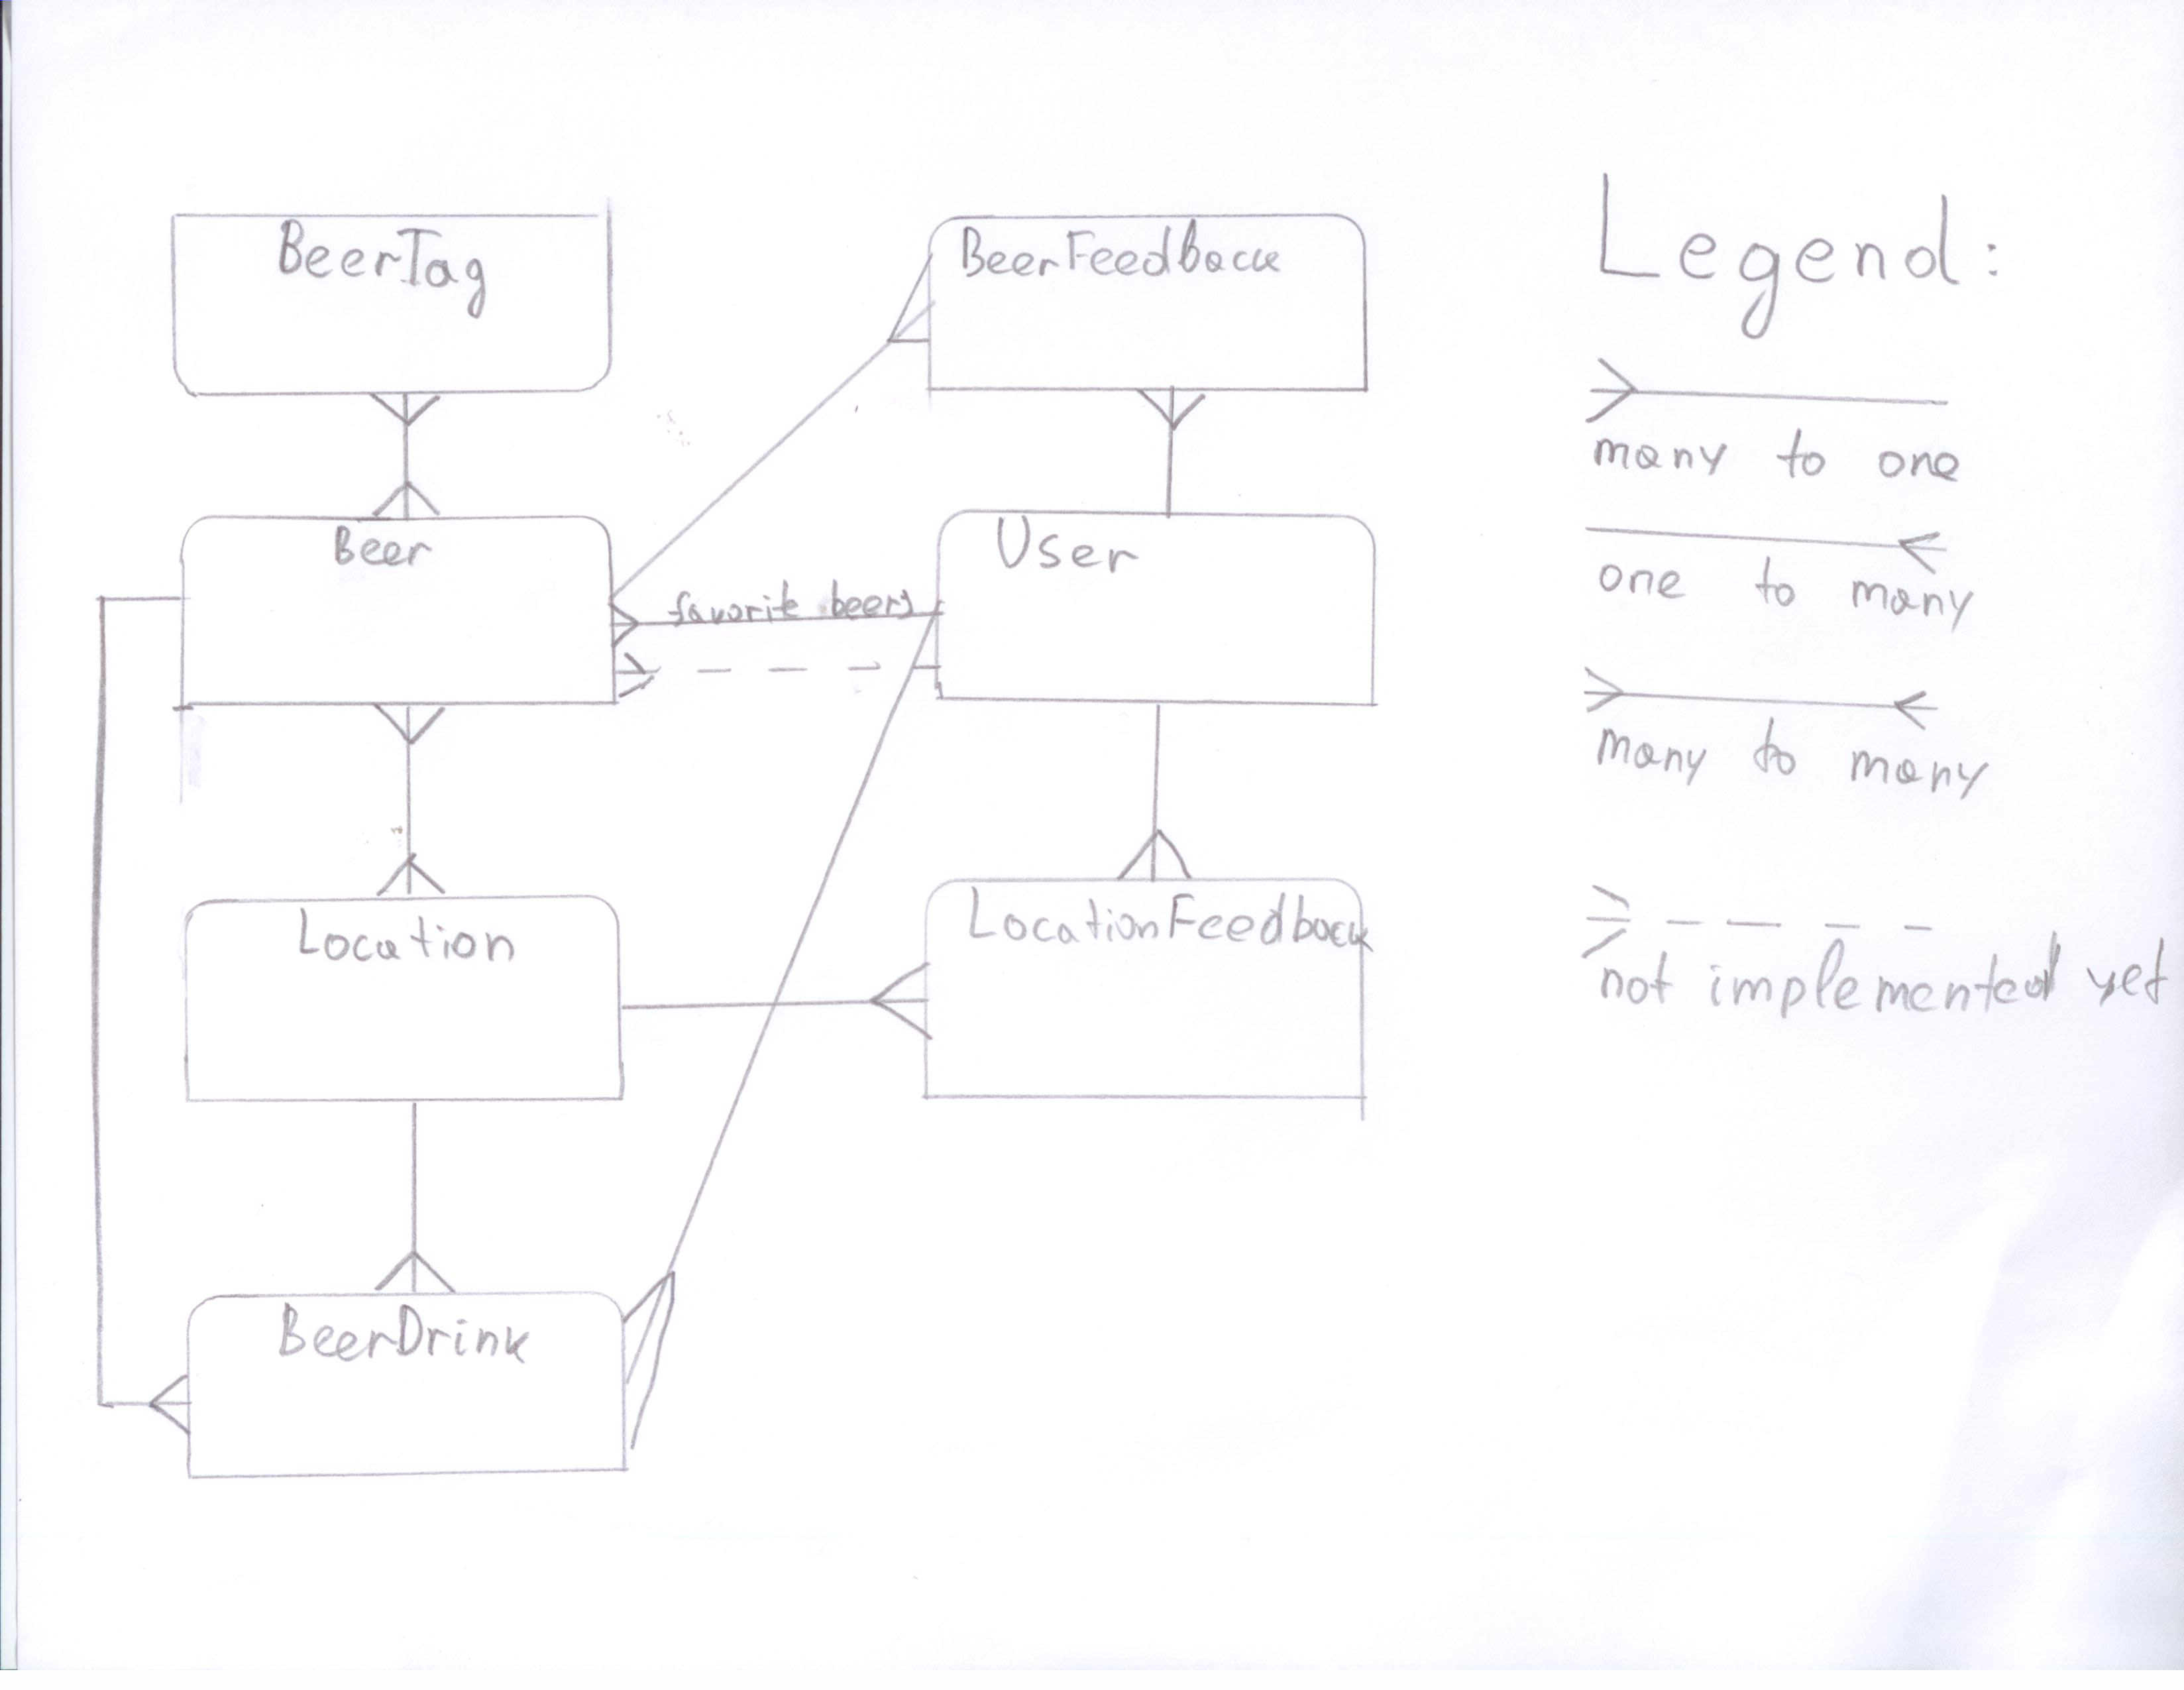 BeerTag
BeerFeedback
Beer
User
favorite beers
Location
LocationFeedback
BeerDrink
Legend:
many to one
one to many
many to many
not implemented yet